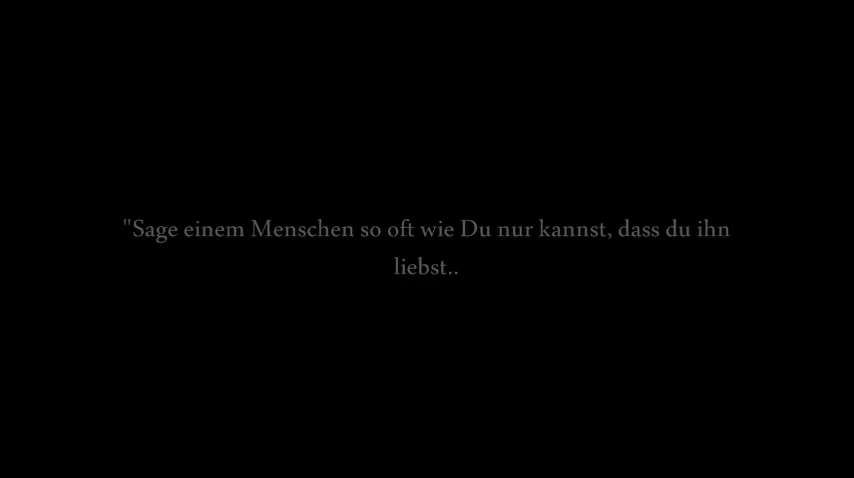 "Sage einem Menschen so oft wie Du nur kannst, dass du ihn
liebst..